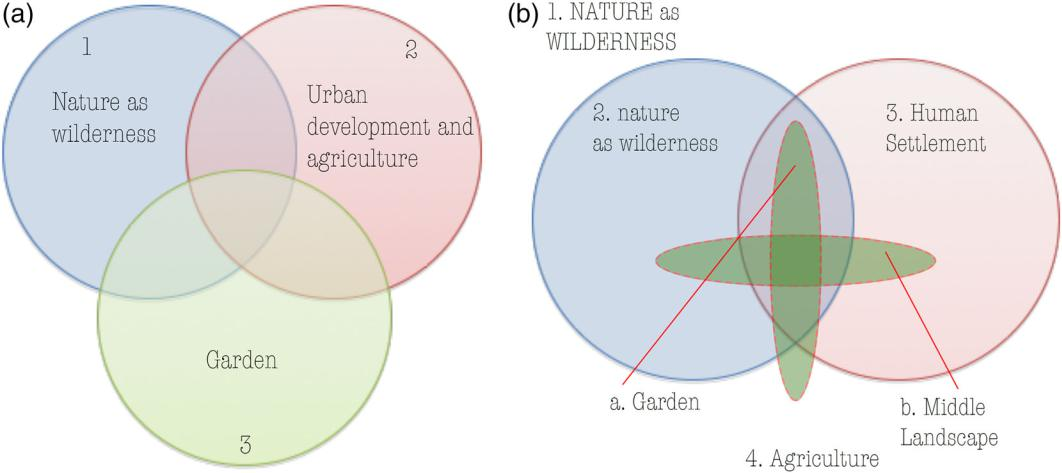 (a)
1
Nature as
wilderness
2
Urban
development and
agriculture
Garden
3
(b)
1. NATURE as
WILDERNESS
2. nature
as wilderness
3. Human
Settlement
a. Garden
b. Middle
Landscape
4. Agriculture